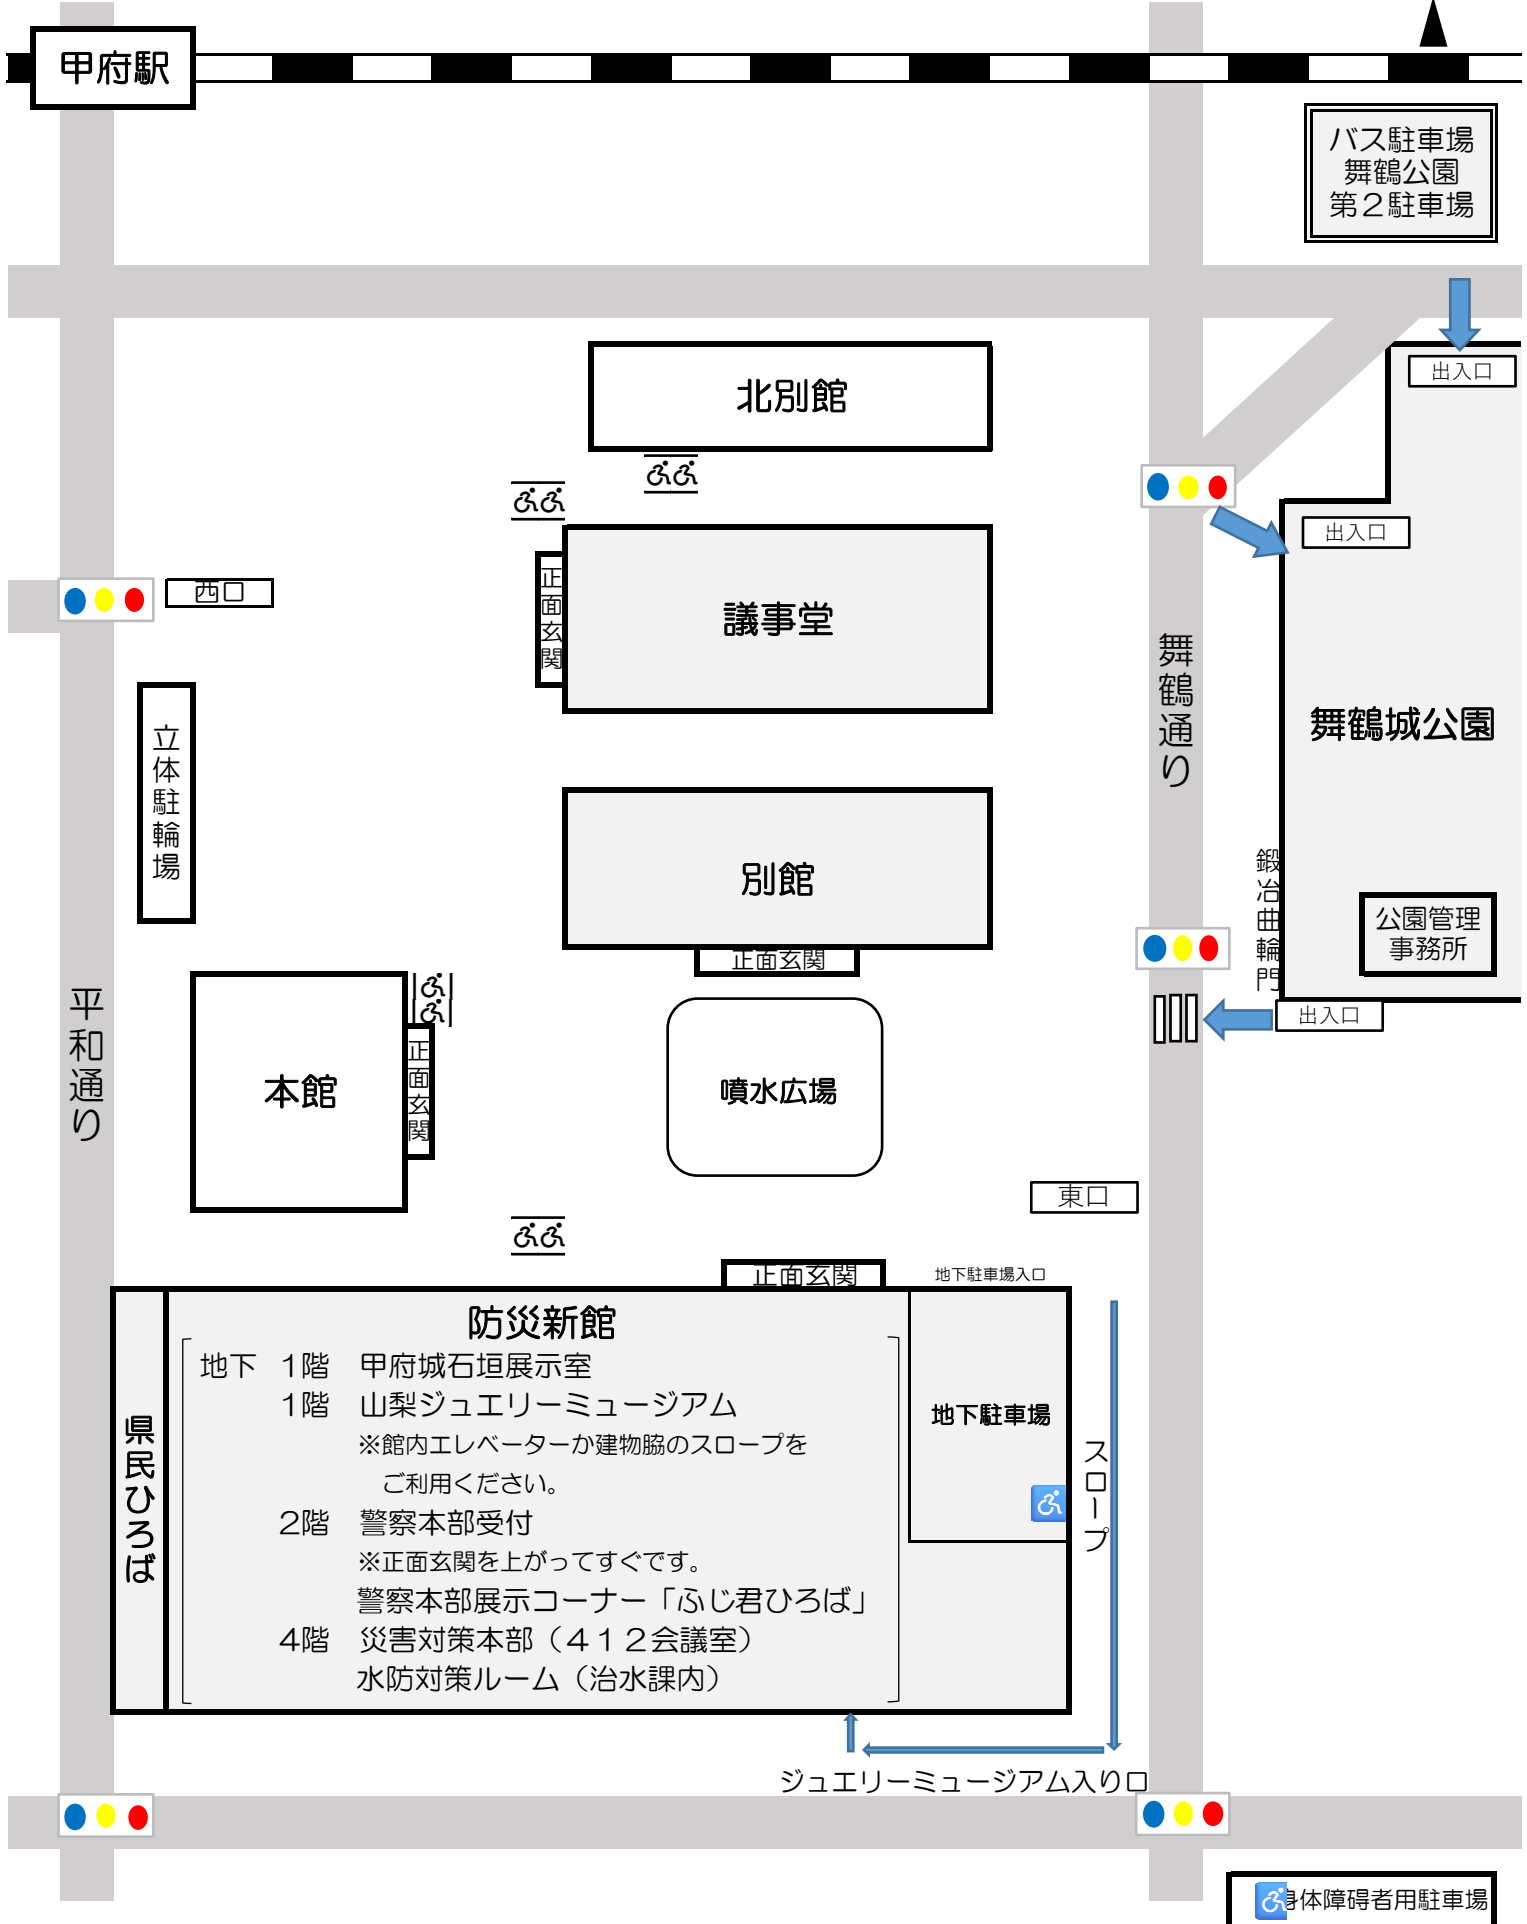 甲府駅
バス駐車場
舞鶴公園
第２駐車場
出入口
北別館
出入口
西口
正面玄関
議事堂
舞鶴通り
舞鶴城公園
立体駐輪場
別館
鍛冶曲輪門
公園管理
事務所
正面玄関
出入口
平和通り
本館
正面玄関
噴水広場
東口
正面玄関
地下駐車場入口
防災新館
地下 1階 甲府城石垣展示室
1階 山梨ジュエリーミュージアム
※館内エレベーターか建物脇のスロープを
ご利用ください。
2階 警察本部受付
※正面玄関を上がってすぐです。
警察本部展示コーナー「ふじ君ひろば」
4階 災害対策本部（４１２会議室）
水防対策ルーム（治水課内）
県民ひろば
地下駐車場
スロープ
ジュエリーミュージアム入り口
身体障碍者用駐車場